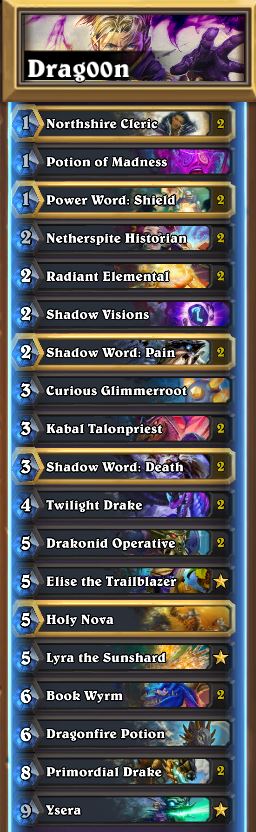 Drag00n
1 Northshire Cleric 2
1 Potion of Madness
1 Power Word: Shield 2
2 Netherspite Historian 2
2 Radiant Elemental 2
2 Shadow Visions 2
2 Shadow Word: Pain 2
3 Curious Glimmerroot
3 Kabal Talonpriest 2
3 Shadow Word: Death 2
4 Twilight Drake 2
5 Drakonid Operative 2
5 Elise the Trailblazer
5 Holy Nova
5 Lyra the Sunshard
6 Book Wyrm 2
6 Dragonfire Potion
8 Primordial Drake 2
9 Ysera